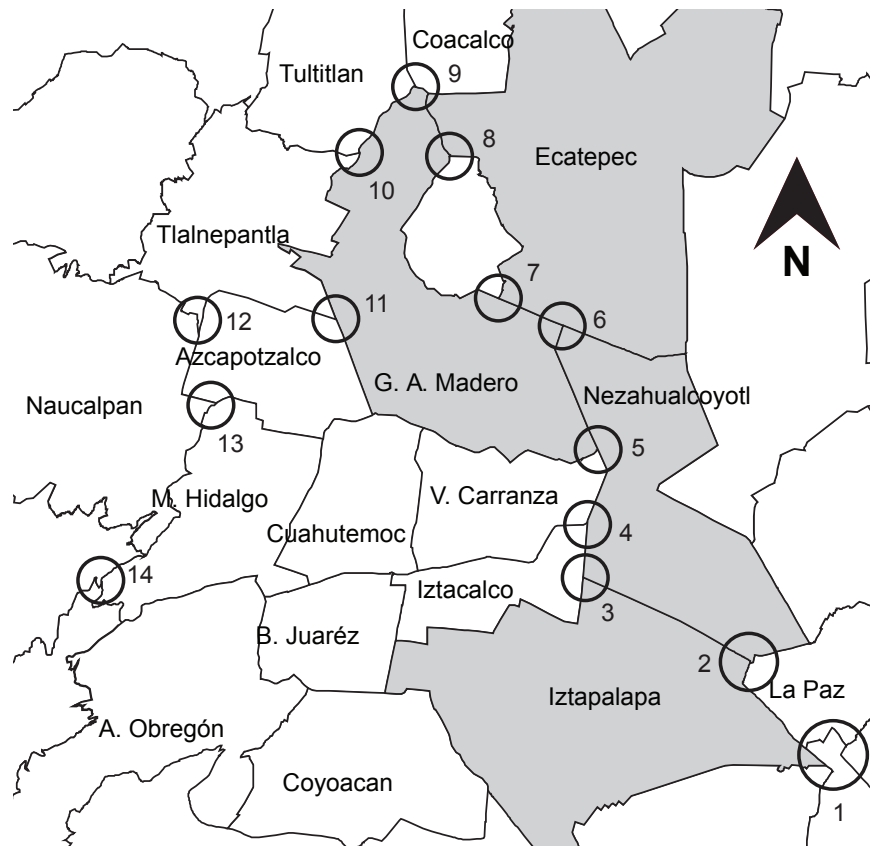 Coacalco
Tultitlan
9
8
Ecatepec
10
Tlalnepantla
N
7
11
6
12
Azcapotzalco
G. A. Madero
Nezahualcoyotl
Naucalpan
13
5
M. Hidalgo
V. Carranza
Cuahutemoc
4
14
Iztacalco
3
B. Juaréz
2
La Paz
Iztapalapa
A. Obregón
Coyoacan
1